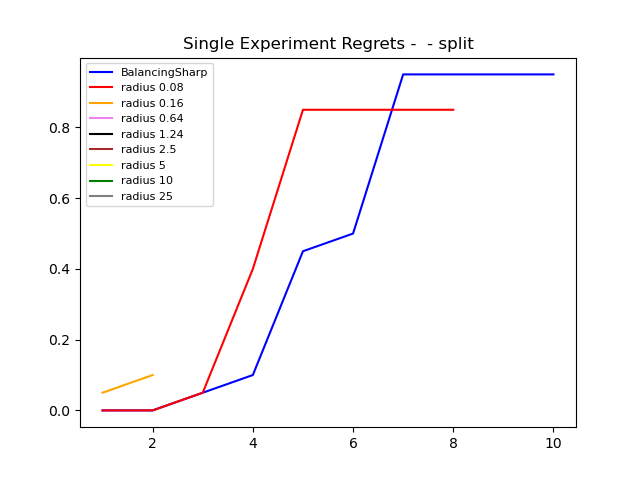 Single Experiment Regrets -  - split
BalancingSharp
radius 0.08
radius 0.16
radius 0.64
radius 1.24
radius 2.5
radius 5
radius 10
radius 25
0.8
0.6
0.4
0.2
0.0
2 4 6 8 10